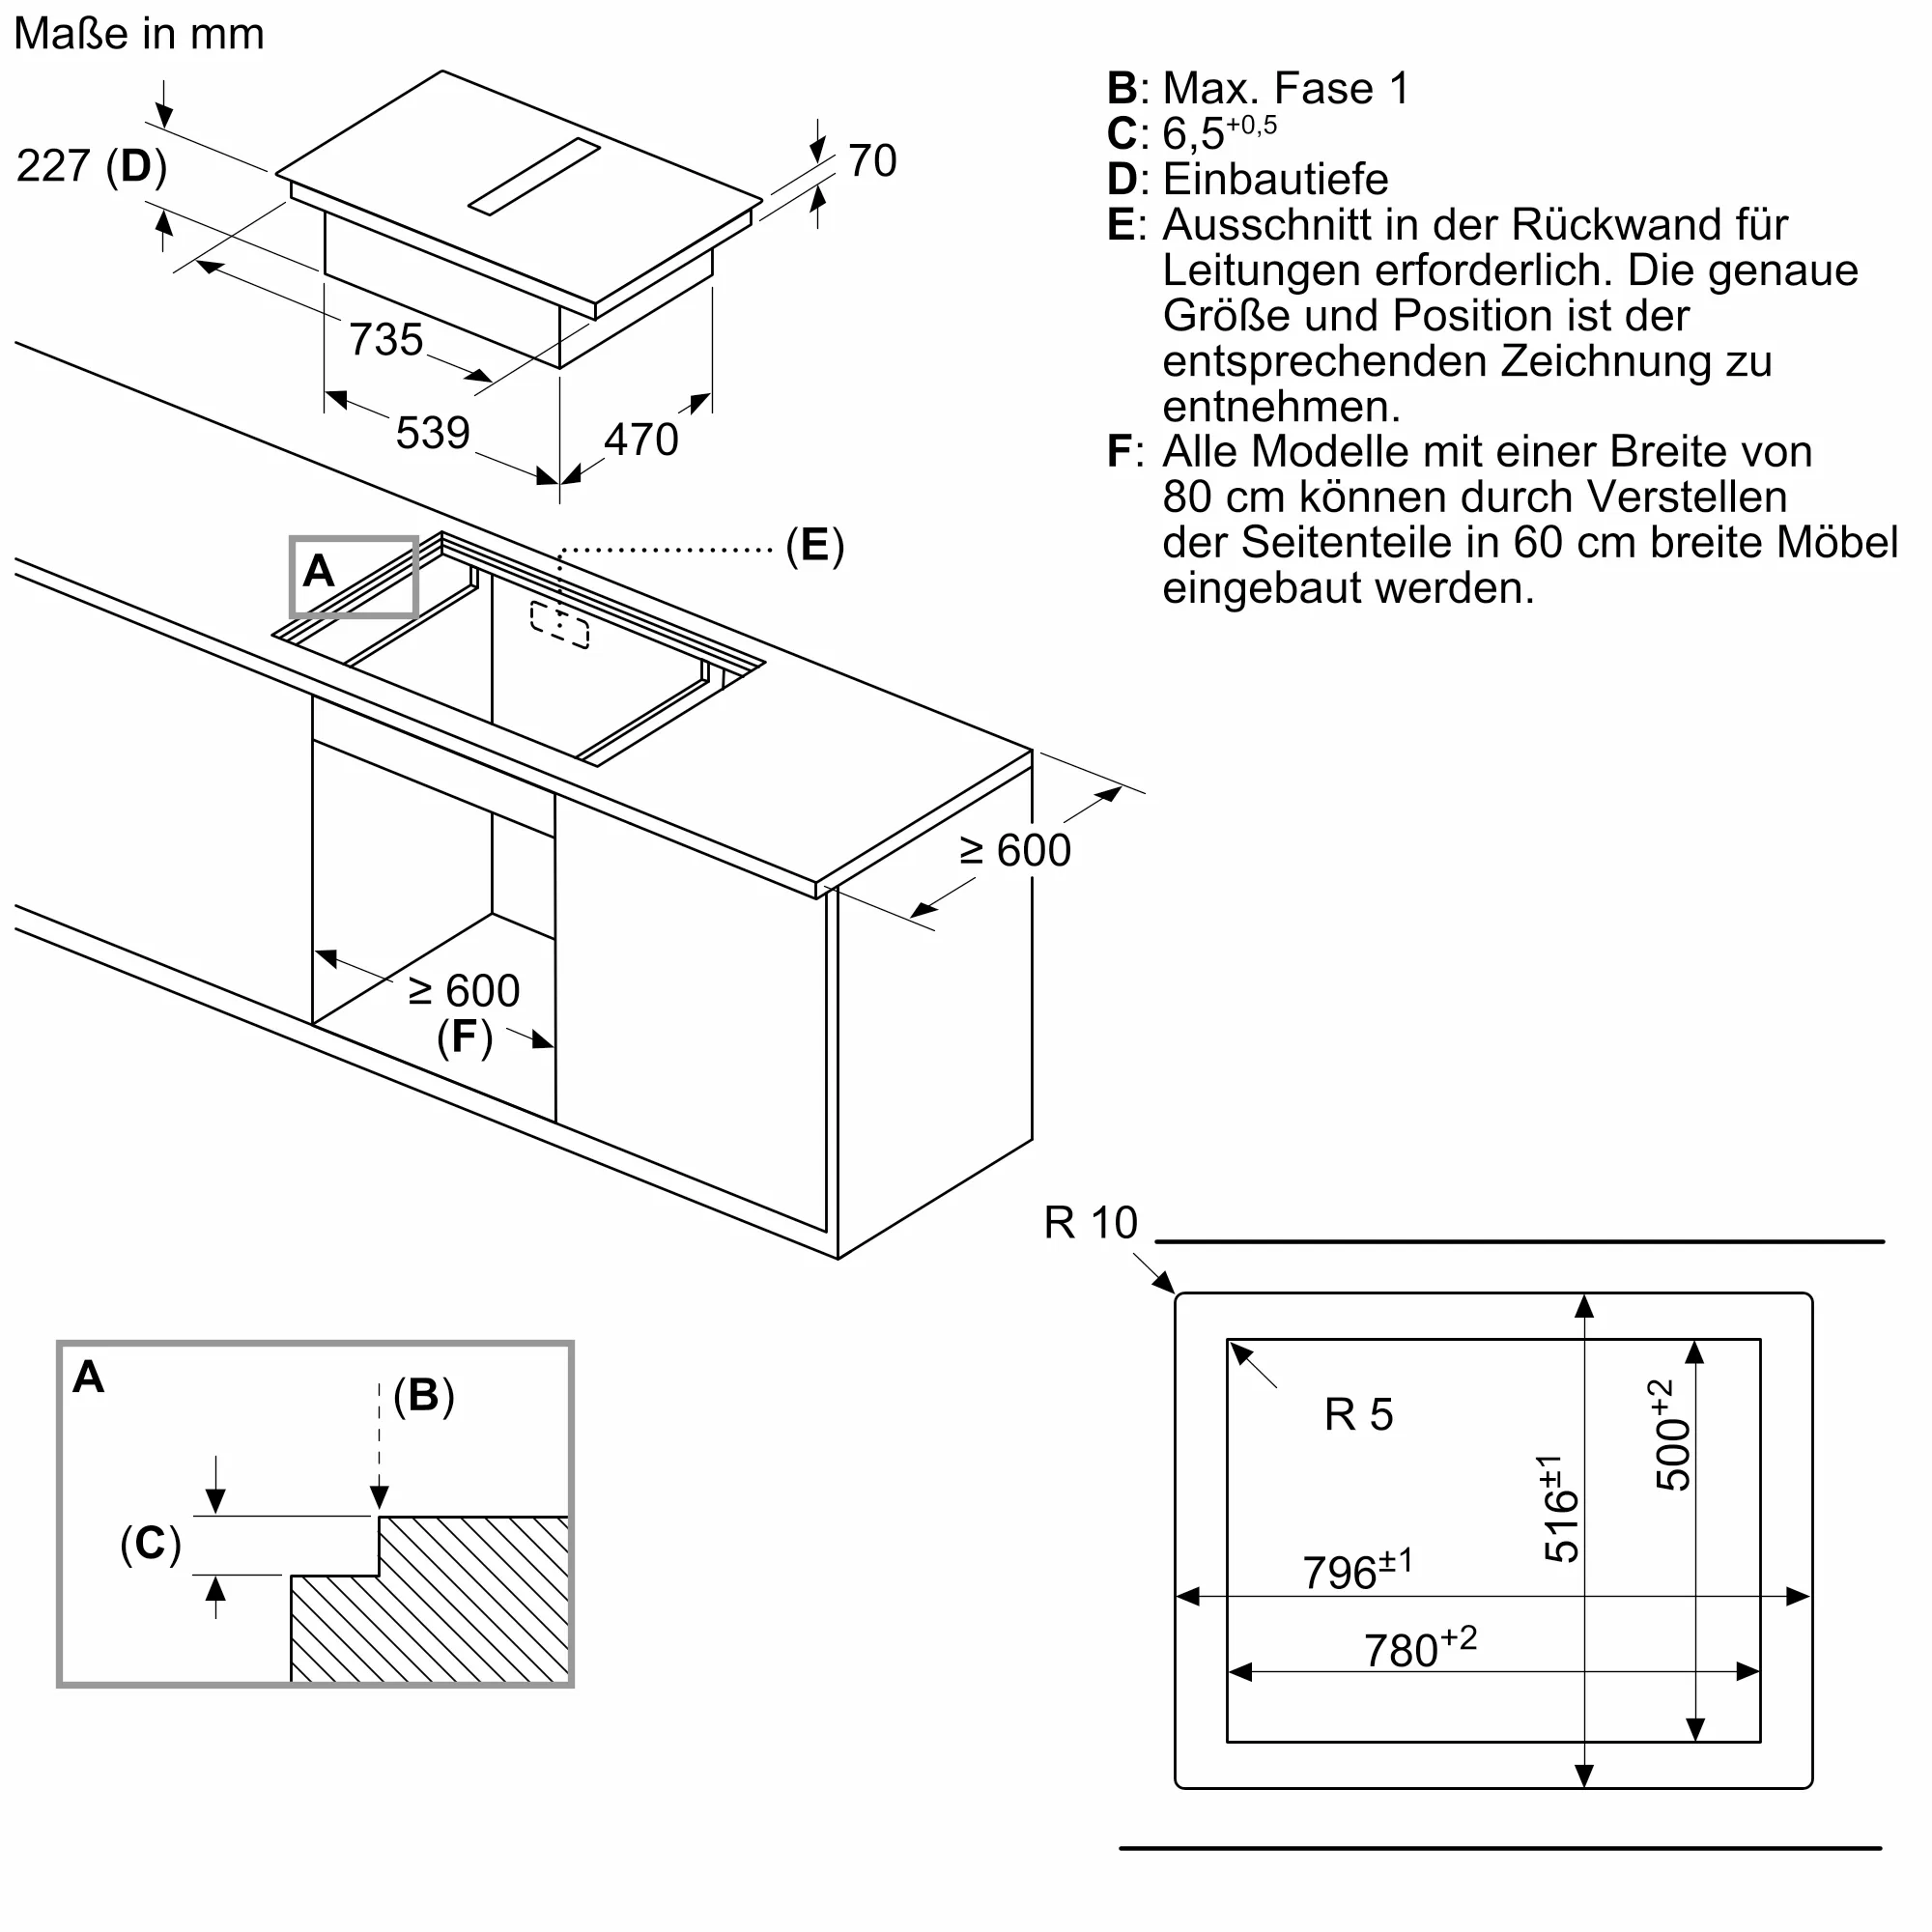 Maße in mm
227 (D)
70
735
539
470
B: Max. Fase 1
C: 6,5+0,5
D: Einbautiefe
E: Ausschnitt in der Rückwand für
Leitungen erforderlich. Die genaue
Größe und Position ist der
entsprechenden Zeichnung zu
entnehmen.
F: Alle Modelle mit einer Breite von
80 cm können durch Verstellen
der Seitenteile in 60 cm breite Möbel
eingebaut werden.
(E)
A
≥ 600
≥ 600
(F)
R 10
R 5
516±1
500+2
796±1
780+2
A
(B)
(C)